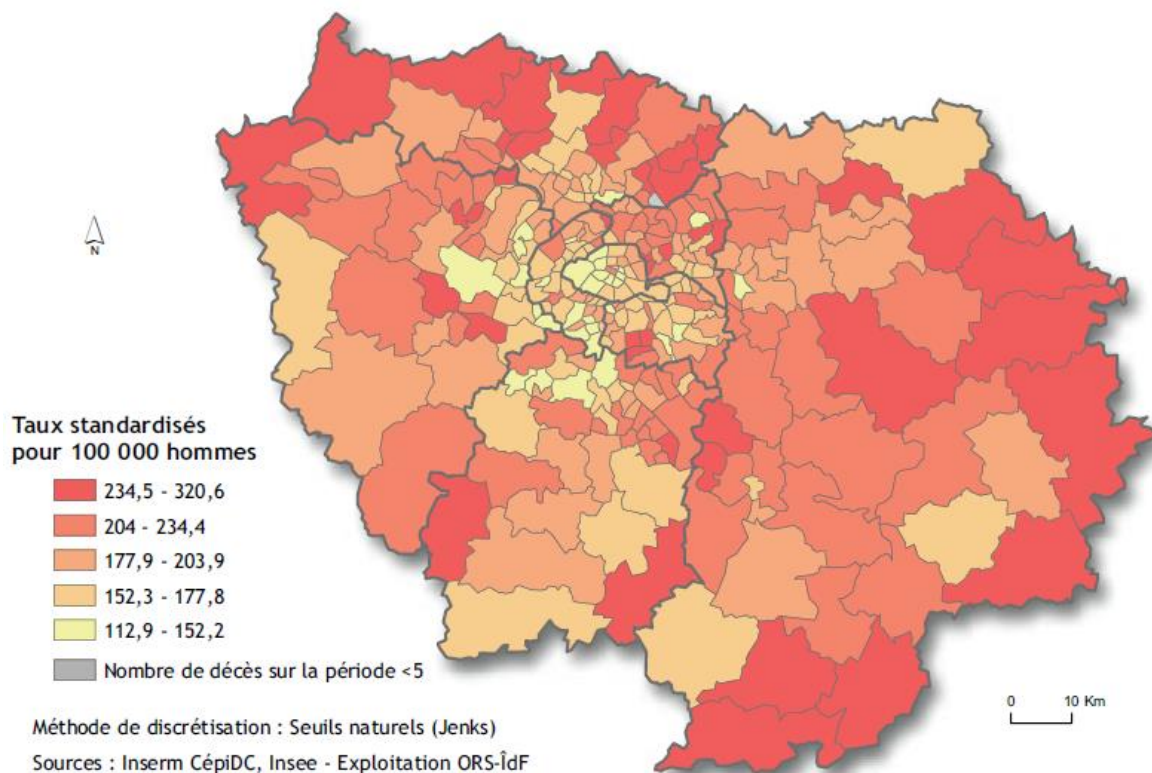 N
Taux standardisés
pour 100 000 hommes
234,5 - 320,6
204 - 234,4
177,9 - 203,9
152,3 - 177,8
112,9 - 152,2
Nombre de décès sur la période <5
0 10 Km
Méthode de discrétisation : Seuils naturels (Jenks)
Sources : Inserm CépiDC, Insee - Exploitation ORS-ÎdF